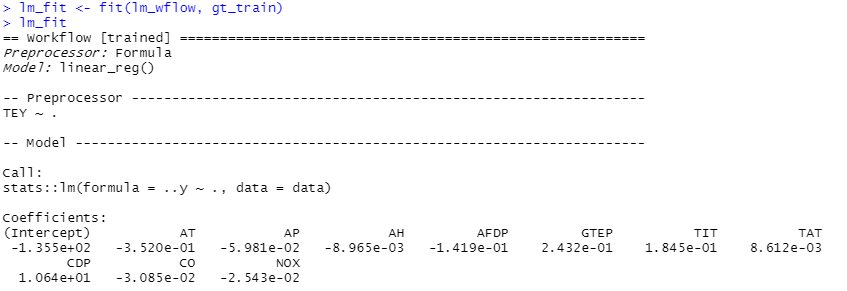 > lm_fit <- fit(lm_wflow, gt_train)
> lm_fit
== Workflow [trained] ==========================================================
Preprocessor: Formula
Model: linear_reg()
-- Preprocessor ----------------------------------------------------------------
TEY ~ .
-- Model -----------------------------------------------------------------------
Call:
stats::lm(formula = ..y ~ ., data = data)
Coefficients:
(Intercept)           AT           AP           AH         AFDP         GTEP          TIT          TAT
 -1.355e+02   -3.520e-01   -5.981e-02   -8.965e-03   -1.419e-01    2.432e-01    1.845e-01    8.612e-03
        CDP           CO          NOX
  1.064e+01   -3.085e-02   -2.543e-02